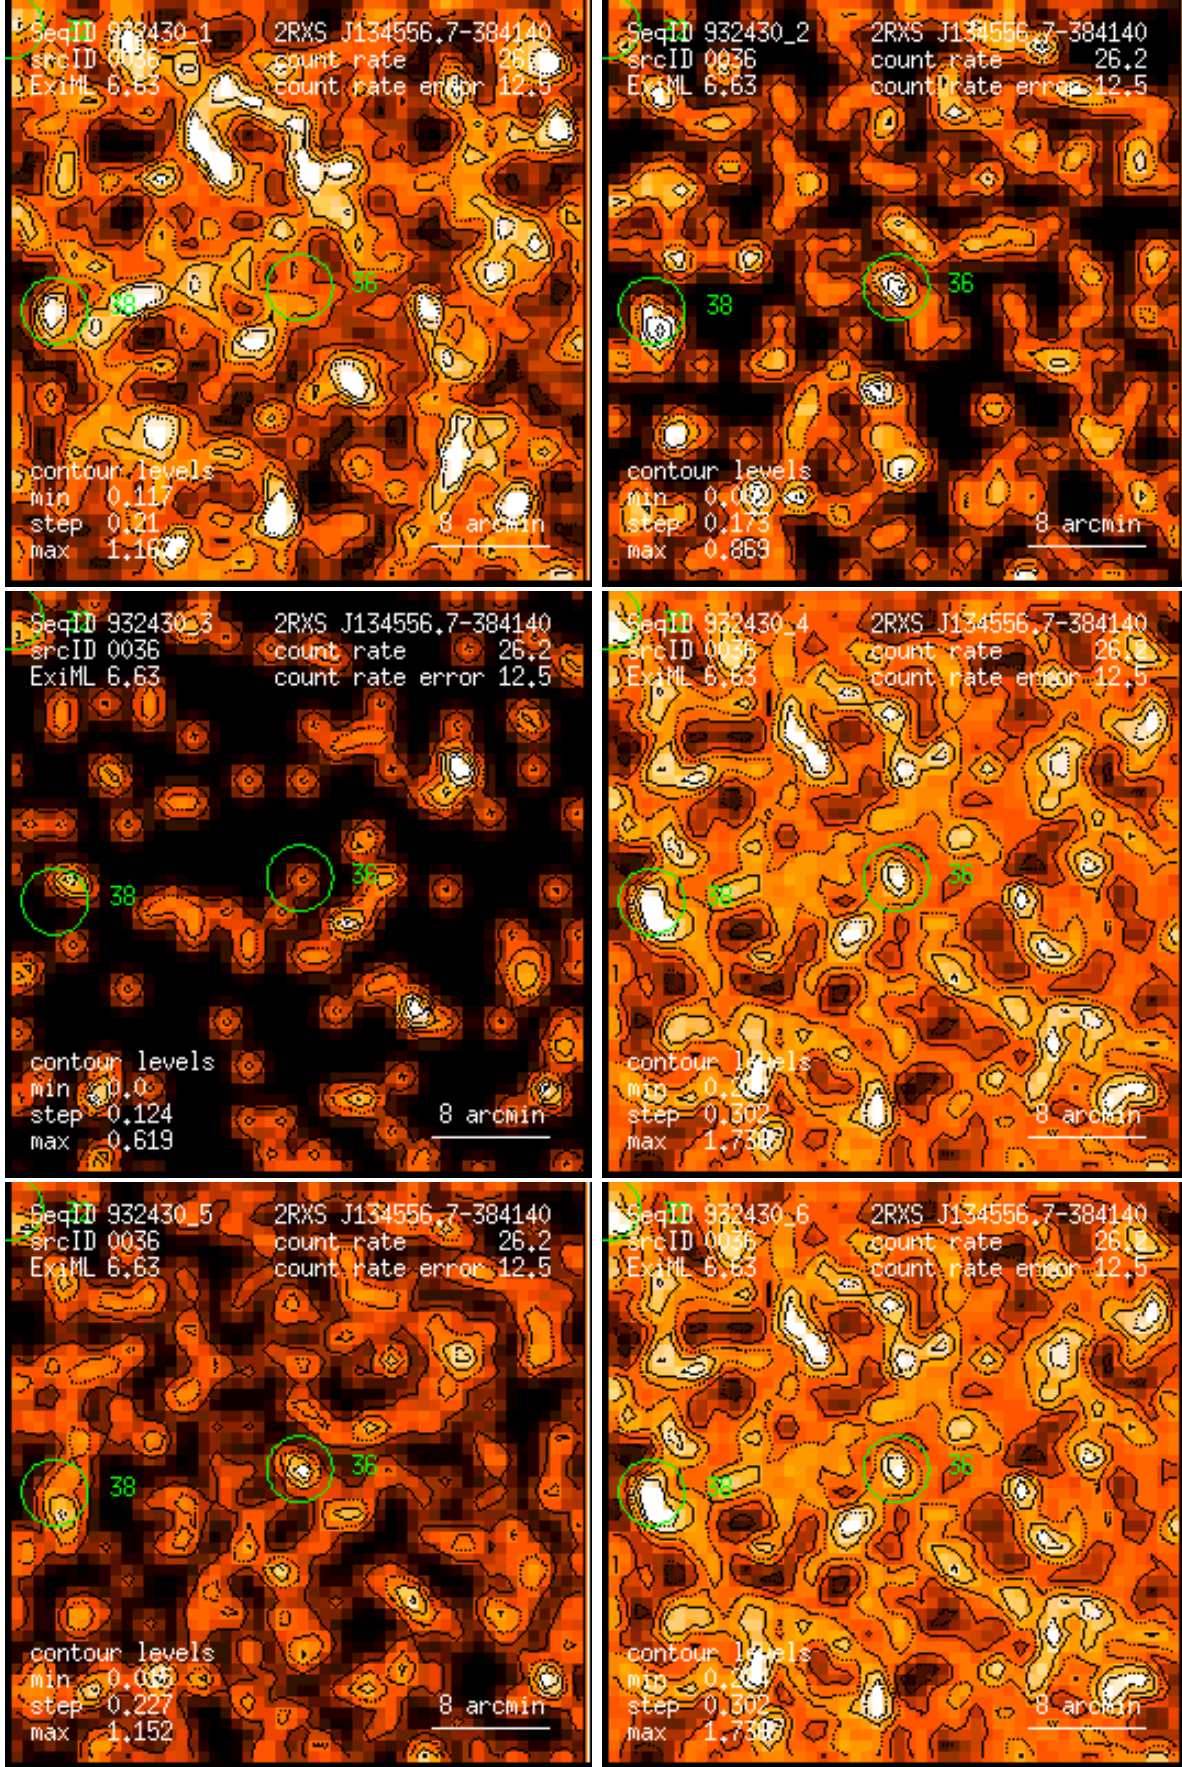 SeqID 932430_1 2RXS J134556.7-384140
srcID 0036 count rate 26.2
ExiML 6.63 count rate error 12.5
36
38
contour levels
min 0.117
step 0.21
max 1.167
8 arcmin
SeqID 932430_2 2RXS J134556.7-384140
srcID 0036 count rate 26.2
ExiML 6.63 count rate error 12.5
36
38
contour levels
min
step 0.173
max 0.869
8 arcmin
SeqID 932430_3 2RXS J134556.7-384140
srcID 0036 count rate 26.2
ExiML 6.63 count rate error 12.5
36
38
contour levels
min 0.0
step 0.124
max 0.619
8 arcmin
SeqID 932430_4 2RXS J134556.7-384140
srcID 0036 count rate 26.2
ExiML 6.63 count rate error 12.5
36
38
contour levels
min
step 0.302
max
8 arcmin
SeqID 932430_5 2RXS J134556.7-384140
srcID 0036 count rate 26.2
ExiML 6.63 count rate error 12.5
36
38
contour levels
min
step 0.227
max 1.152
8 arcmin
SeqID 932430_6 2RXS J134556.7-384140
srcID 0036 count rate 26.2
ExiML 6.63 count rate error 12.5
36
38
contour levels
min
step 0.302
max
8 arcmin